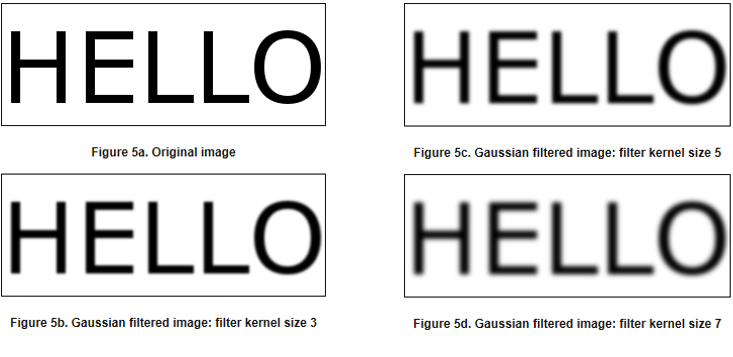 HELLO
Figure 5a. Original image
HELLO
Figure 5b. Gaussian filtered image: filter kernel size 3
HELLO
Figure 5c. Gaussian filtered image: filter kernel size 5
HELLO
Figure 5d. Gaussian filtered image: filter kernel size 7